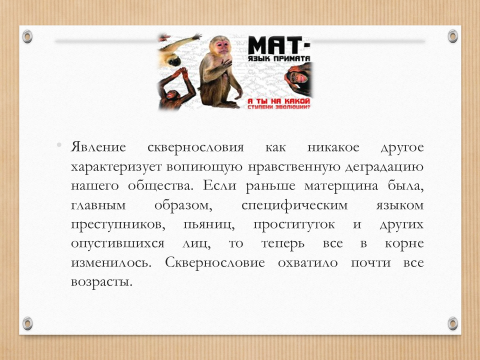 МАТ-
ЯЗЫК ПРИМАТА
А ТЫ НА КАКОЙ
СТУПЕНИ ЭВОЛЮЦИИ?
Явление сквернословия как никакое другое
характеризует вопиющую нравственную деградацию
нашего общества. Если раньше матерщина была,
главным образом, специфическим языком
преступников, пьяниц, проституток и других
опустившихся лиц, то теперь все в корне
изменилось. Сквернословие охватило почти все
возрасты.